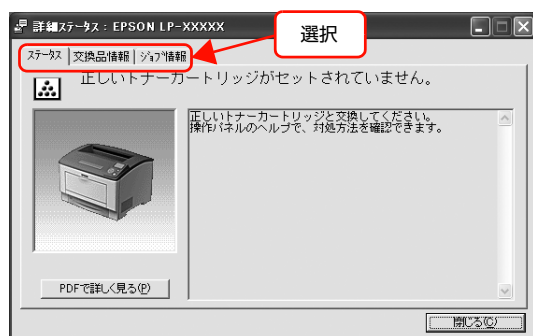 詳細ステータス：EPSON LP-XXXXX
選択
ステータス 交換品情報 ジョブ情報
正しいトナーカートリッジがセットされていません。
正しいトナーカートリッジと交換してください。
操作パネルのヘルプで、対処方法を確認できます。
PDFで詳しく見る(P)
閉じる(C)